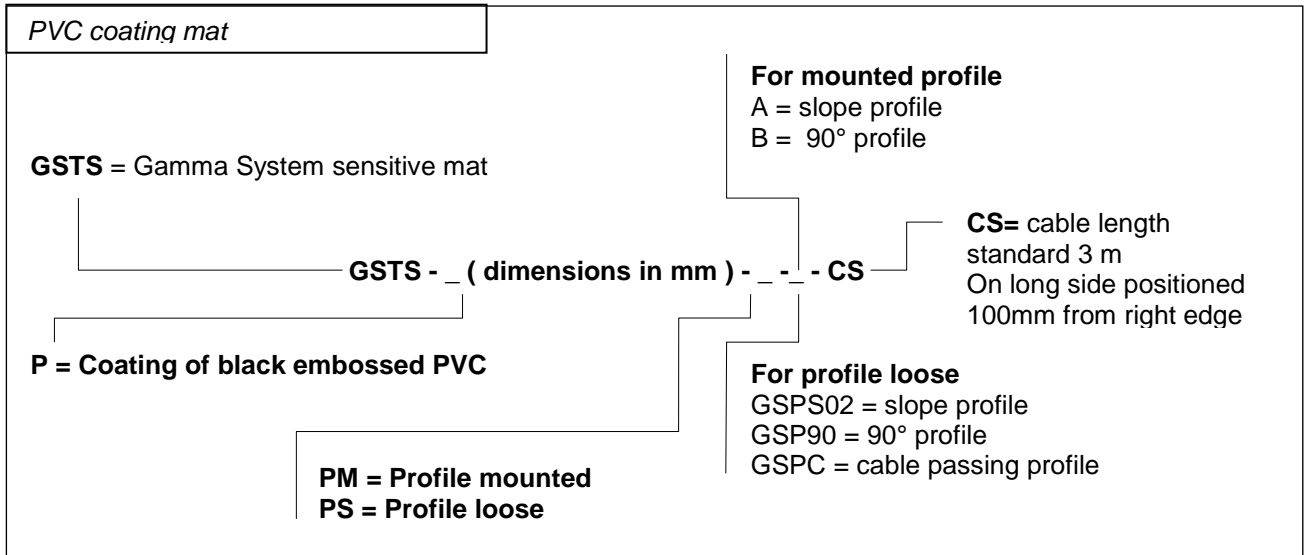 PVC coating mat
For mounted profile
A = slope profile
B = 90° profile
GSTS = Gamma System sensitive mat
CS= cable length
standard 3 m
On long side positioned
100mm from right edge
GSTS - _ ( dimensions in mm ) - _ -_ - CS
P = Coating of black embossed PVC
For profile loose
GSPS02 = slope profile
GSP90 = 90° profile
GSPC = cable passing profile
PM = Profile mounted
PS = Profile loose